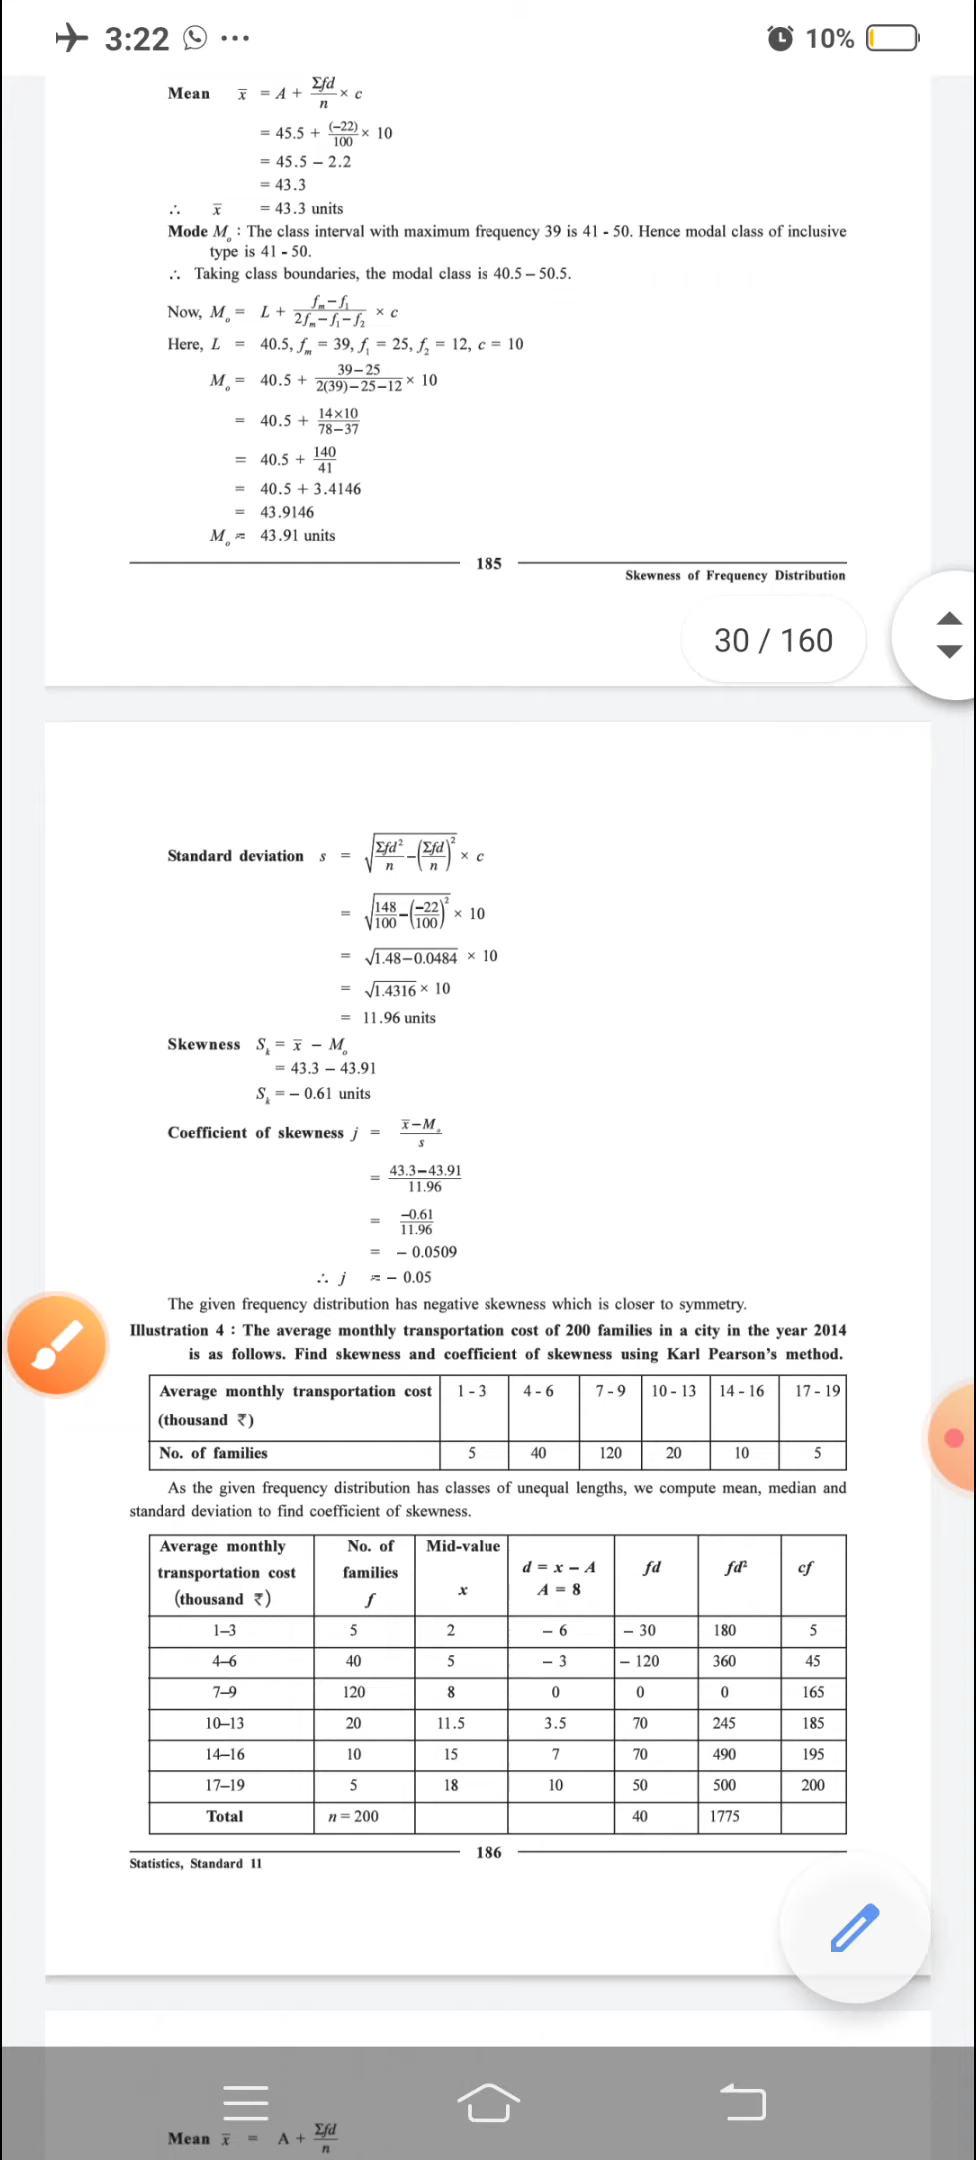 3:22 ...
10%
Mean x̄ = A + Σfd/n × c
= 45.5 + (–22)/100 × 10
= 45.5 – 2.2
= 43.3
∴ x̄ = 43.3 units
Mode Mₒ : The class interval with maximum frequency 39 is 41 - 50. Hence modal class of inclusive
type is 41 - 50.
∴ Taking class boundaries, the modal class is 40.5 – 50.5.
Now, Mₒ = L + (fₘ – f₁)/(2fₘ – f₁ – f₂) × c
Here, L = 40.5, fₘ = 39, f₁ = 25, f₂ = 12, c = 10
Mₒ = 40.5 + (39–25)/(2(39)–25–12) × 10
= 40.5 + (14×10)/(78–37)
= 40.5 + 140/41
= 40.5 + 3.4146
= 43.9146
Mₒ ≈ 43.91 units
185
Skewness of Frequency Distribution
30 / 160
Standard deviation s = √(Σfd²/n – (Σfd/n)²) × c
= √(148/100 – (–22/100)²) × 10
= √(1.48–0.0484) × 10
= √1.4316 × 10
= 11.96 units
Skewness Sₖ = x̄ – Mₒ
= 43.3 – 43.91
Sₖ = – 0.61 units
Coefficient of skewness j = (x̄–Mₒ)/s
= (43.3–43.91)/11.96
= –0.61/11.96
= – 0.0509
∴ j ≈ – 0.05
The given frequency distribution has negative skewness which is closer to symmetry.
Illustration 4 : The average monthly transportation cost of 200 families in a city in the year 2014
is as follows. Find skewness and coefficient of skewness using Karl Pearson's method.
Average monthly transportation cost (thousand ₹) 1 - 3 4 - 6 7 - 9 10 - 13 14 - 16 17 - 19
No. of families 5 40 120 20 10 5
As the given frequency distribution has classes of unequal lengths, we compute mean, median and
standard deviation to find coefficient of skewness.
Average monthly transportation cost (thousand ₹) No. of families f Mid-value x d = x – A A = 8 fd fd² cf
1–3 5 2 – 6 – 30 180 5
4–6 40 5 – 3 – 120 360 45
7–9 120 8 0 0 0 165
10–13 20 11.5 3.5 70 245 185
14–16 10 15 7 70 490 195
17–19 5 18 10 50 500 200
Total n = 200 40 1775
186
Statistics, Standard 11
Mean x̄ = A + Σfd/n